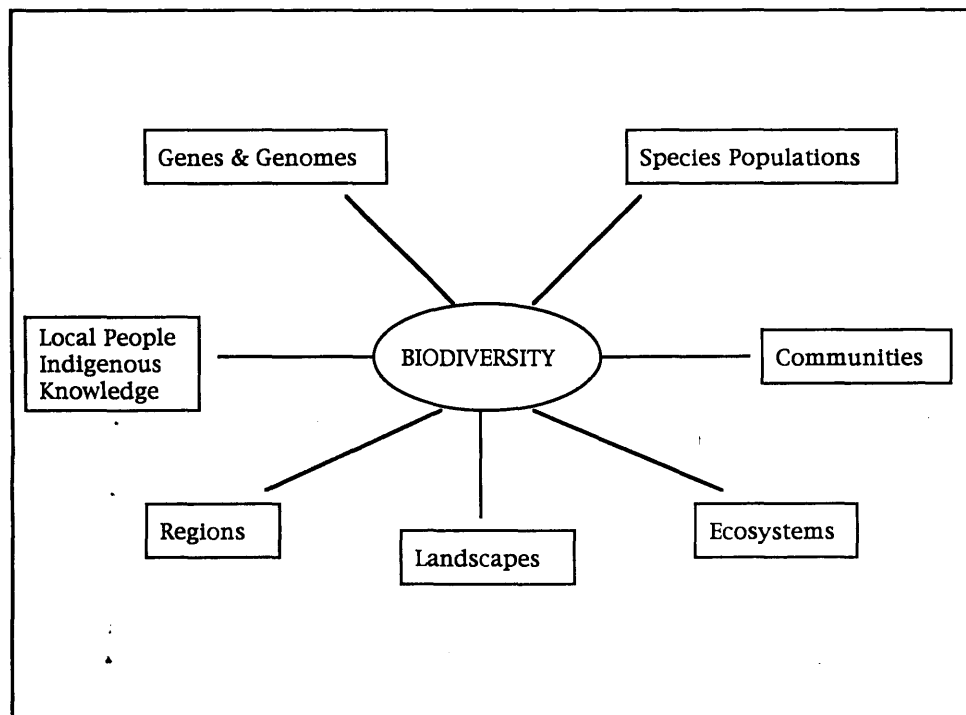 Genes & Genomes
Species Populations
Local People
Indigenous
Knowledge
BIODIVERSITY
Communities
Regions
Landscapes
Ecosystems